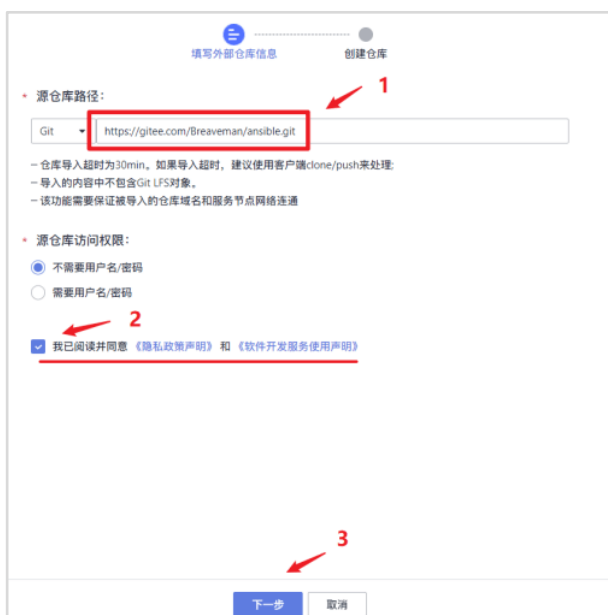 填写外部仓库信息 创建仓库
1
* 源仓库路径：
Git https://gitee.com/Breaveman/ansible.git
– 仓库导入超时为30min，如果导入超时，建议使用客户端clone/push来处理;
– 导入的内容中不包含Git LFS对象。
– 该功能需要保证被导入的仓库域名和服务节点网络连通
* 源仓库访问权限：
不需要用户名/密码
需要用户名/密码
2
我已阅读并同意 《隐私政策声明》 和 《软件开发服务使用声明》
3
下一步 取消